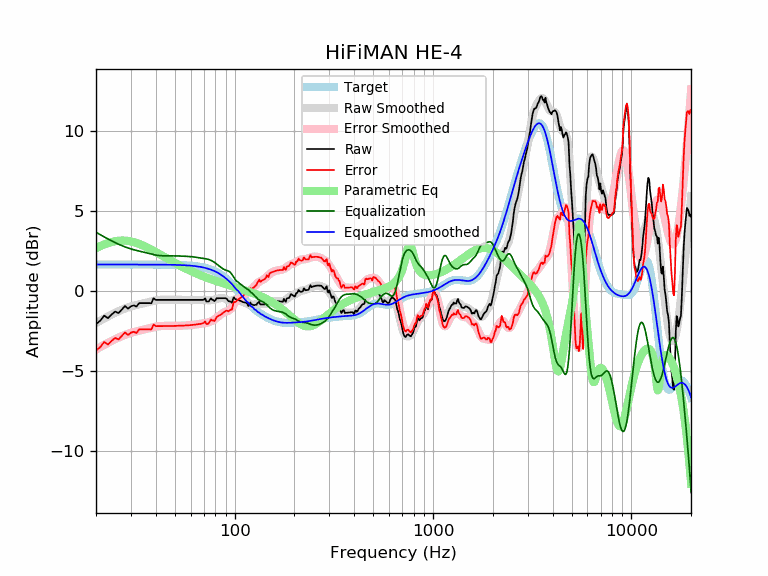 HiFiMAN HE-4
Target
Raw Smoothed
Error Smoothed
Raw
Error
Parametric Eq
Equalization
Equalized smoothed
Amplitude (dBr)
10
5
0
−5
−10
100
1000
10000
Frequency (Hz)